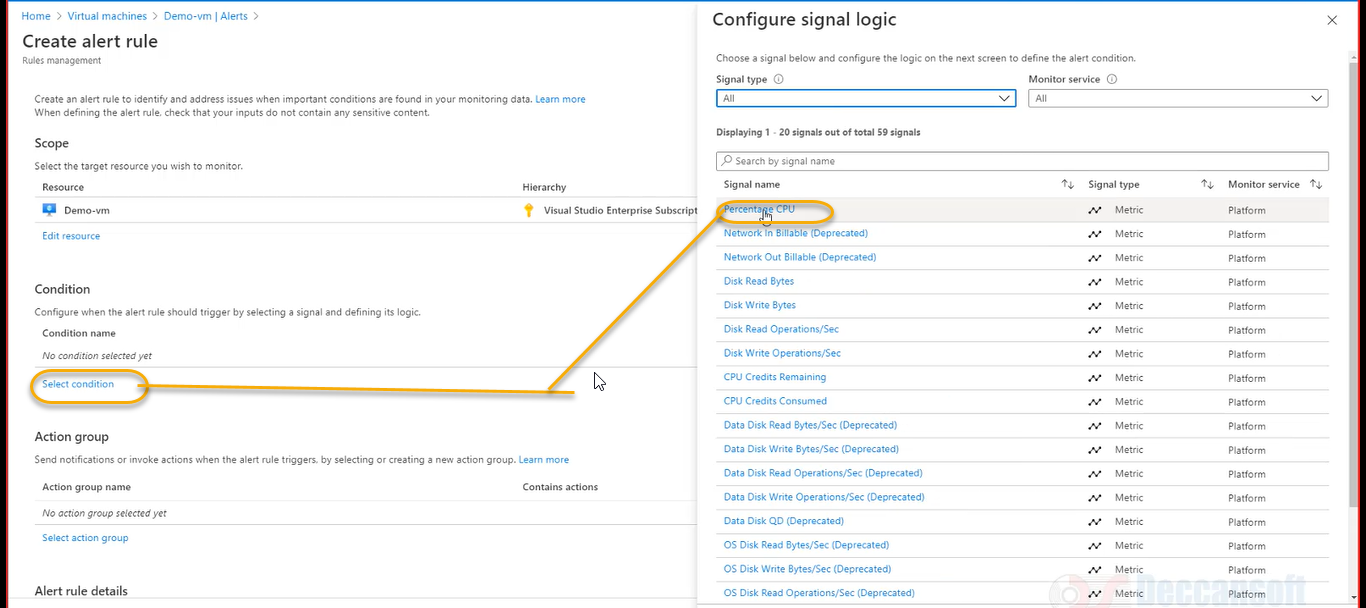 Home > Virtual machines > Demo-vm | Alerts >
Create alert rule
Rules management
Create an alert rule to identify and address issues when important conditions are found in your monitoring data. Learn more
When defining the alert rule, check that your inputs do not contain any sensitive content.
Scope
Select the target resource you wish to monitor.
Resource Hierarchy
Demo-vm Visual Studio Enterprise Subscript
Edit resource
Condition
Configure when the alert rule should trigger by selecting a signal and defining its logic.
Condition name
No condition selected yet
Select condition
Action group
Send notifications or invoke actions when the alert rule triggers, by selecting or creating a new action group. Learn more
Action group name Contains actions
No action group selected yet
Select action group
Alert rule details
Configure signal logic
Choose a signal below and configure the logic on the next screen to define the alert condition.
Signal type Monitor service
All All
Displaying 1 - 20 signals out of total 59 signals
Search by signal name
Signal name Signal type Monitor service
Percentage CPU Metric Platform
Network In Billable (Deprecated) Metric Platform
Network Out Billable (Deprecated) Metric Platform
Disk Read Bytes Metric Platform
Disk Write Bytes Metric Platform
Disk Read Operations/Sec Metric Platform
Disk Write Operations/Sec Metric Platform
CPU Credits Remaining Metric Platform
CPU Credits Consumed Metric Platform
Data Disk Read Bytes/Sec (Deprecated) Metric Platform
Data Disk Write Bytes/Sec (Deprecated) Metric Platform
Data Disk Read Operations/Sec (Deprecated) Metric Platform
Data Disk Write Operations/Sec (Deprecated) Metric Platform
Data Disk QD (Deprecated) Metric Platform
OS Disk Read Bytes/Sec (Deprecated) Metric Platform
OS Disk Write Bytes/Sec (Deprecated) Metric Platform
OS Disk Read Operations/Sec (Deprecated) Metric Platform
Deccansoft